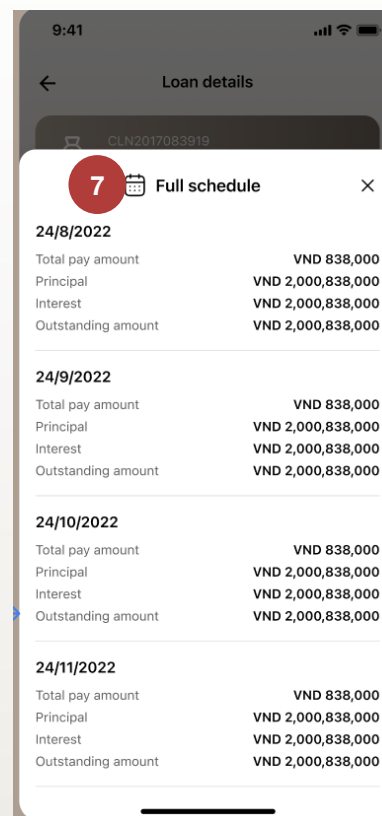 9:41
Loan details
CLN2017083919
7 Full schedule
24/8/2022
Total pay amount VND 838,000
Principal VND 2,000,838,000
Interest VND 2,000,838,000
Outstanding amount VND 2,000,838,000
24/9/2022
Total pay amount VND 838,000
Principal VND 2,000,838,000
Interest VND 2,000,838,000
Outstanding amount VND 2,000,838,000
24/10/2022
Total pay amount VND 838,000
Principal VND 2,000,838,000
Interest VND 2,000,838,000
Outstanding amount VND 2,000,838,000
24/11/2022
Total pay amount VND 838,000
Principal VND 2,000,838,000
Interest VND 2,000,838,000
Outstanding amount VND 2,000,838,000